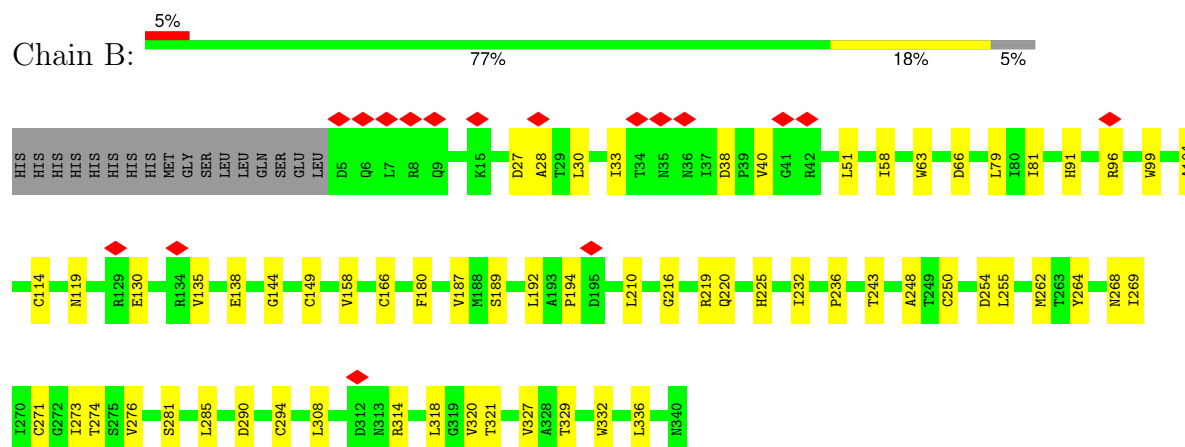 5%
Chain B:
77% 18% 5%
HIS HIS HIS HIS HIS HIS HIS HIS MET GLY SER LEU LEU GLN SER GLU LEU D5 Q6 L7 R8 Q9 K15 D27 A28 T29 L30 I33 T34 N35 N36 I37 D38 P39 V40 G41 R42 L51 I58 W63 D66 L79 I80 I81 H91 R96 W99
C114 N119 R129 E130 R134 V135 E138 G144 C149 V158 C166 F180 V187 M188 S189 L192 A193 P194 D195 L210 G216 R219 Q220 H225 I232 P236 T243 A248 T249 C250 D254 L255 M262 T263 Y264 N268 I269
I270 C271 G272 I273 T274 S275 V276 S281 L285 D290 C294 L308 D312 N313 R314 L318 G319 V320 T321 V327 A328 T329 W332 L336 N340